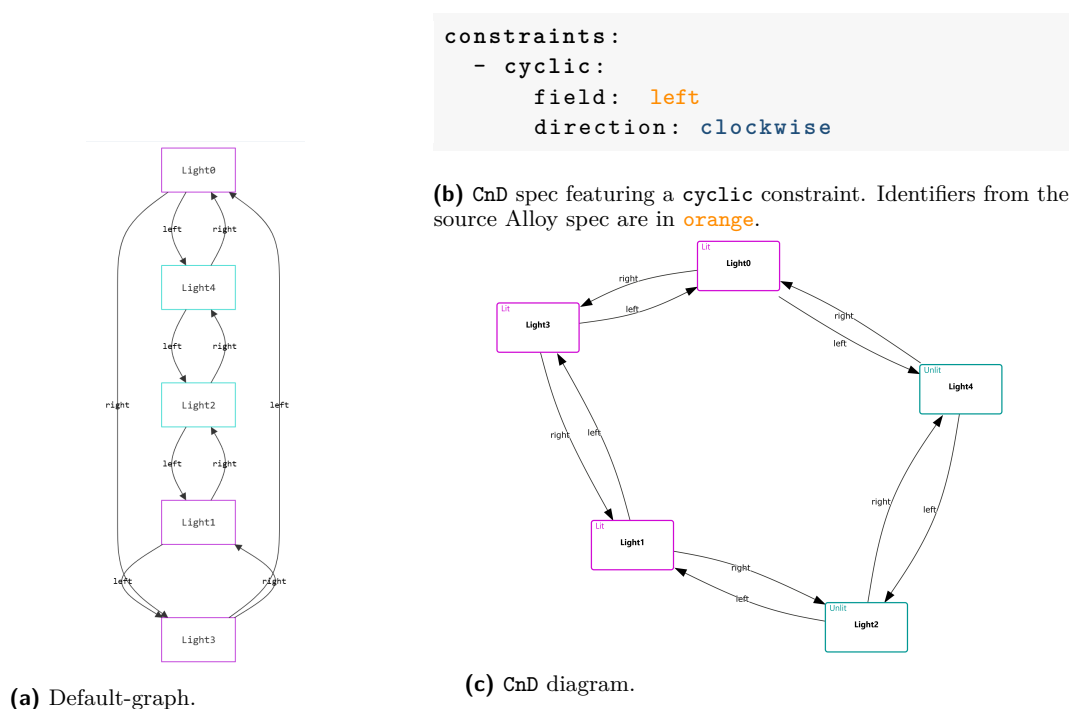 Light0
left
right
Light4
left
right
Light2
right
left
left
right
Light1
left
right
Light3
(a) Default-graph.
constraints:
- cyclic:
field: left
direction: clockwise
(b) CnD spec featuring a cyclic constraint. Identifiers from the
source Alloy spec are in orange.
Lit
Light0
right
left
Lit
Light3
right
left
Unlit
Light4
right
left
right
left
Lit
Light1
right
left
Unlit
Light2
(c) CnD diagram.